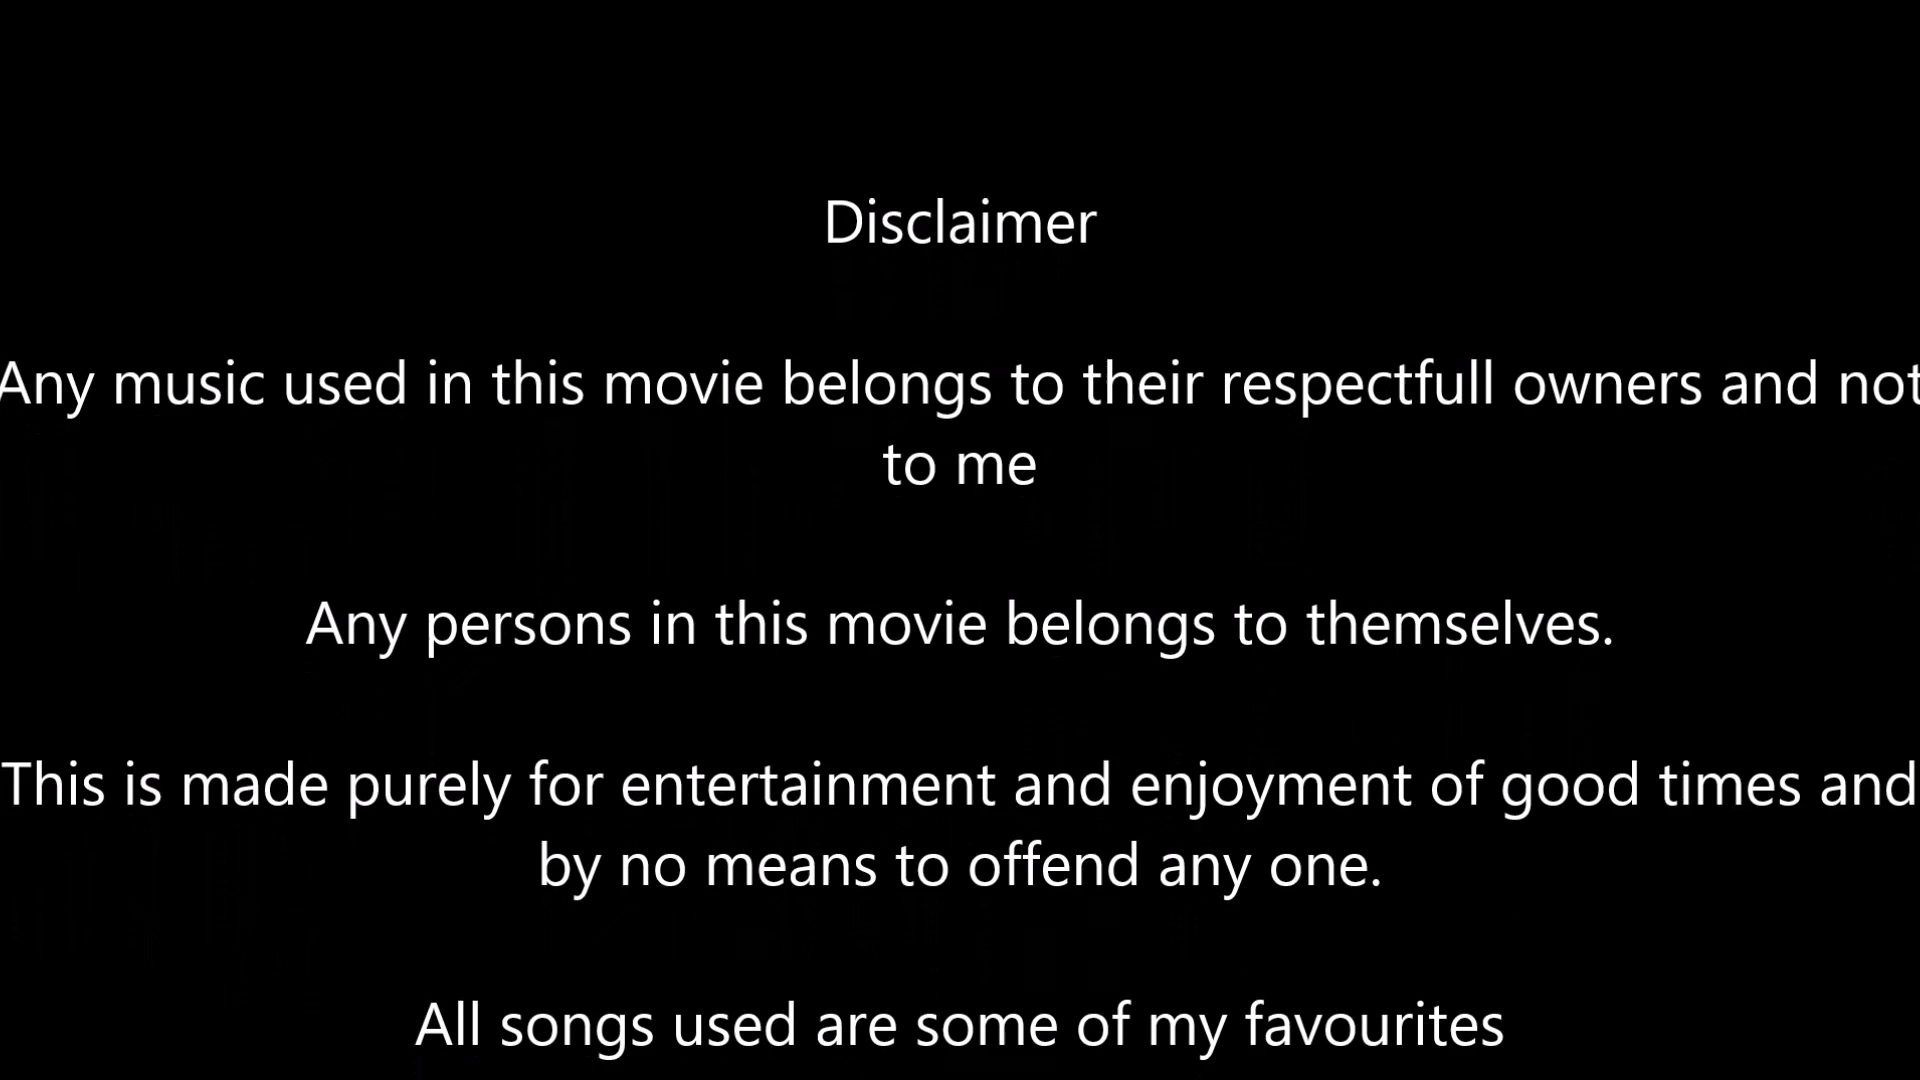 Disclaimer
Any music used in this movie belongs to their respectfull owners and not
to me
Any persons in this movie belongs to themselves.
This is made purely for entertainment and enjoyment of good times and
by no means to offend any one.
All songs used are some of my favourites